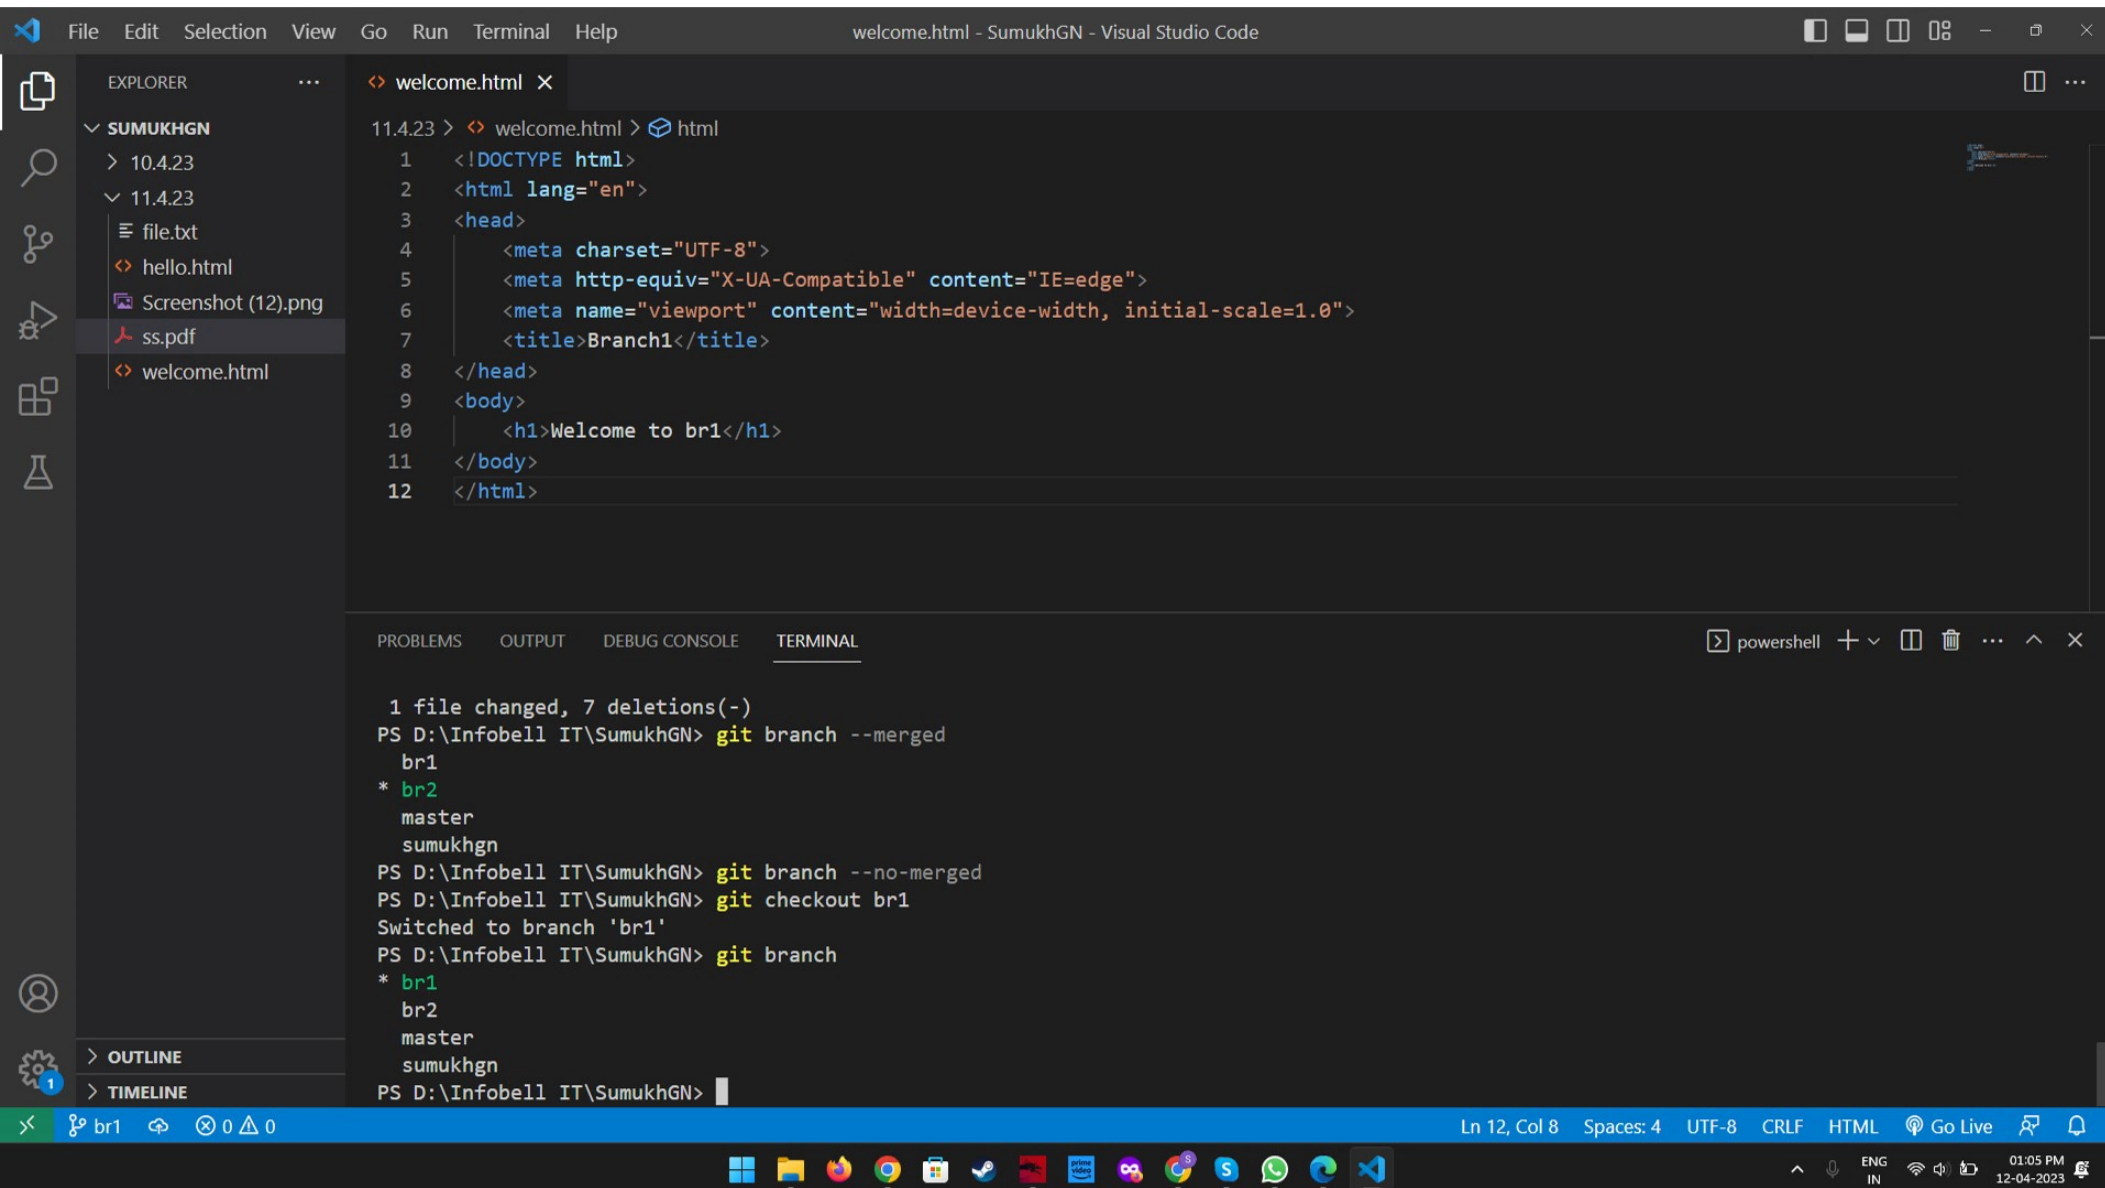 File Edit Selection View Go Run Terminal Help welcome.html - SumukhGN - Visual Studio Code
EXPLORER
SUMUKHGN
10.4.23
11.4.23
file.txt
hello.html
Screenshot (12).png
ss.pdf
welcome.html
OUTLINE
TIMELINE
welcome.html
11.4.23 > welcome.html > html
1 <!DOCTYPE html>
2 <html lang="en">
3 <head>
4 <meta charset="UTF-8">
5 <meta http-equiv="X-UA-Compatible" content="IE=edge">
6 <meta name="viewport" content="width=device-width, initial-scale=1.0">
7 <title>Branch1</title>
8 </head>
9 <body>
10 <h1>Welcome to br1</h1>
11 </body>
12 </html>
PROBLEMS OUTPUT DEBUG CONSOLE TERMINAL powershell
1 file changed, 7 deletions(-)
PS D:\Infobell IT\SumukhGN> git branch --merged
br1
* br2
master
sumukhgn
PS D:\Infobell IT\SumukhGN> git branch --no-merged
PS D:\Infobell IT\SumukhGN> git checkout br1
Switched to branch 'br1'
PS D:\Infobell IT\SumukhGN> git branch
* br1
br2
master
sumukhgn
PS D:\Infobell IT\SumukhGN>
1
br1 0 0 Ln 12, Col 8 Spaces: 4 UTF-8 CRLF HTML Go Live
prime video
S
ENG
IN
01:05 PM
12-04-2023